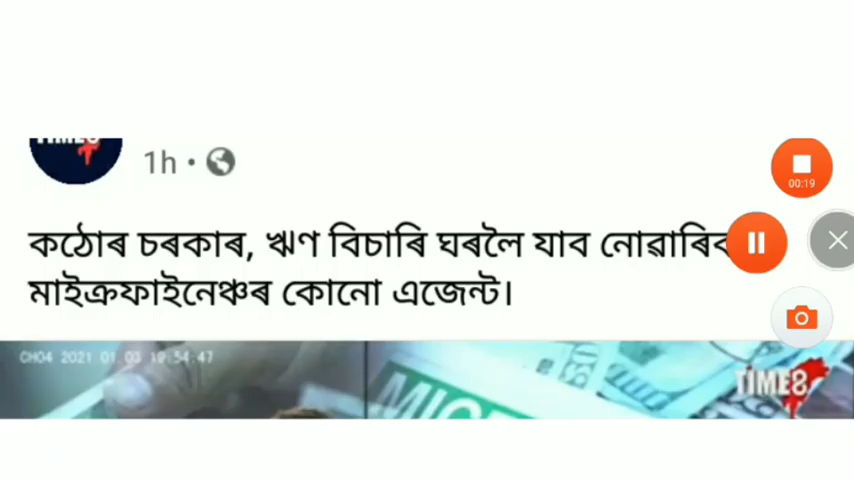 TIME8
1h •
00:19
কঠোৰ চৰকাৰ, ঋণ বিচাৰি ঘৰলৈ যাব
মাইক্ৰফাইনেঞ্চৰ কোনো এজেন্ট।
CH04 2021 01 03 19:54:47
TIME8